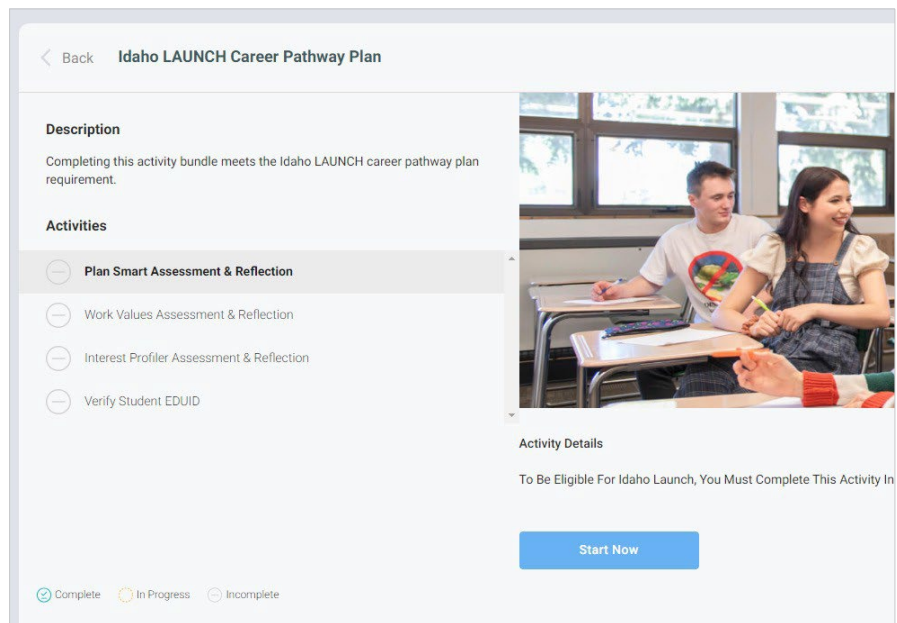 Back Idaho LAUNCH Career Pathway Plan
Description
Completing this activity bundle meets the Idaho LAUNCH career pathway plan
requirement.
Activities
Plan Smart Assessment & Reflection
Work Values Assessment & Reflection
Interest Profiler Assessment & Reflection
Verify Student EDUID
Activity Details
To Be Eligible For Idaho Launch, You Must Complete This Activity In
Start Now
Complete In Progress Incomplete